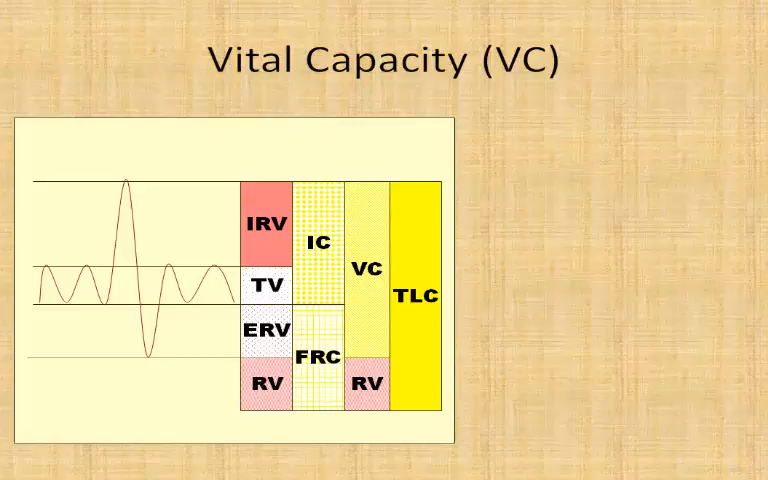 Vital Capacity (VC)
IRV
IC
VC
TV
TLC
ERV
FRC
RV
RV